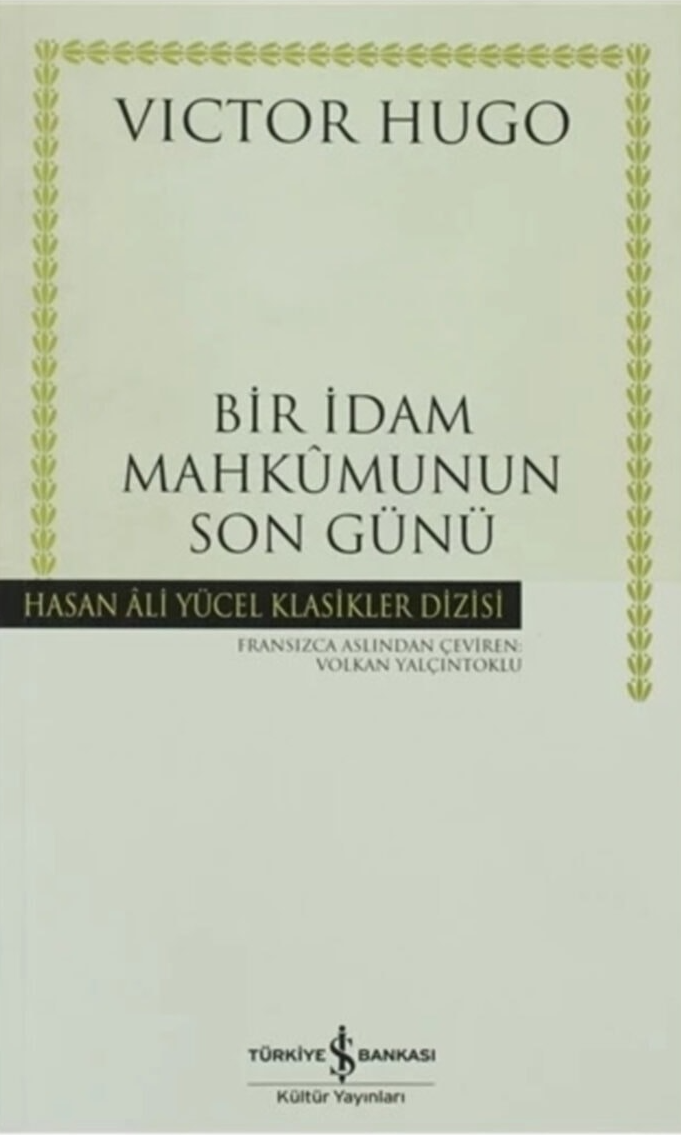 VICTOR HUGO
BİR İDAM
MAHKÛMUNUN
SON GÜNÜ
HASAN ÂLİ YÜCEL KLASİKLER DİZİSİ
FRANSIZCA ASLINDAN ÇEVİREN:
VOLKAN YALÇINTOKLU
TÜRKİYE İŞ BANKASI
Kültür Yayınları